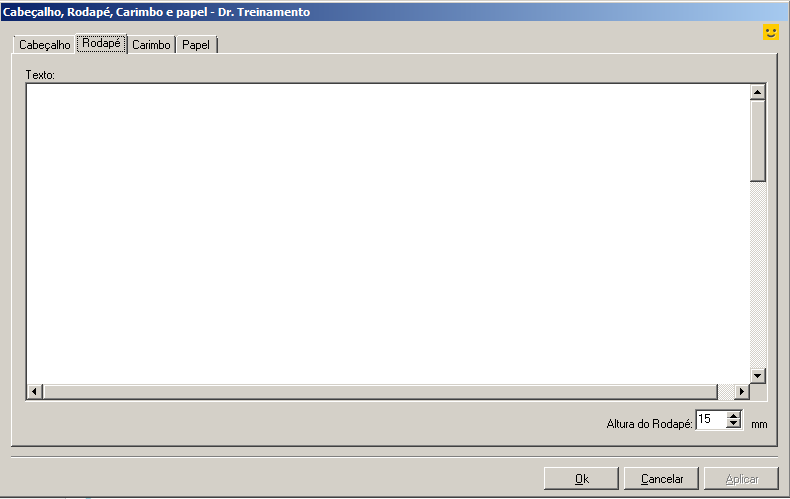 Cabeçalho, Rodapé, Carimbo e papel - Dr. Treinamento
Cabeçalho Rodapé Carimbo Papel
Texto:
Altura do Rodapé: 15 mm
Ok Cancelar Aplicar